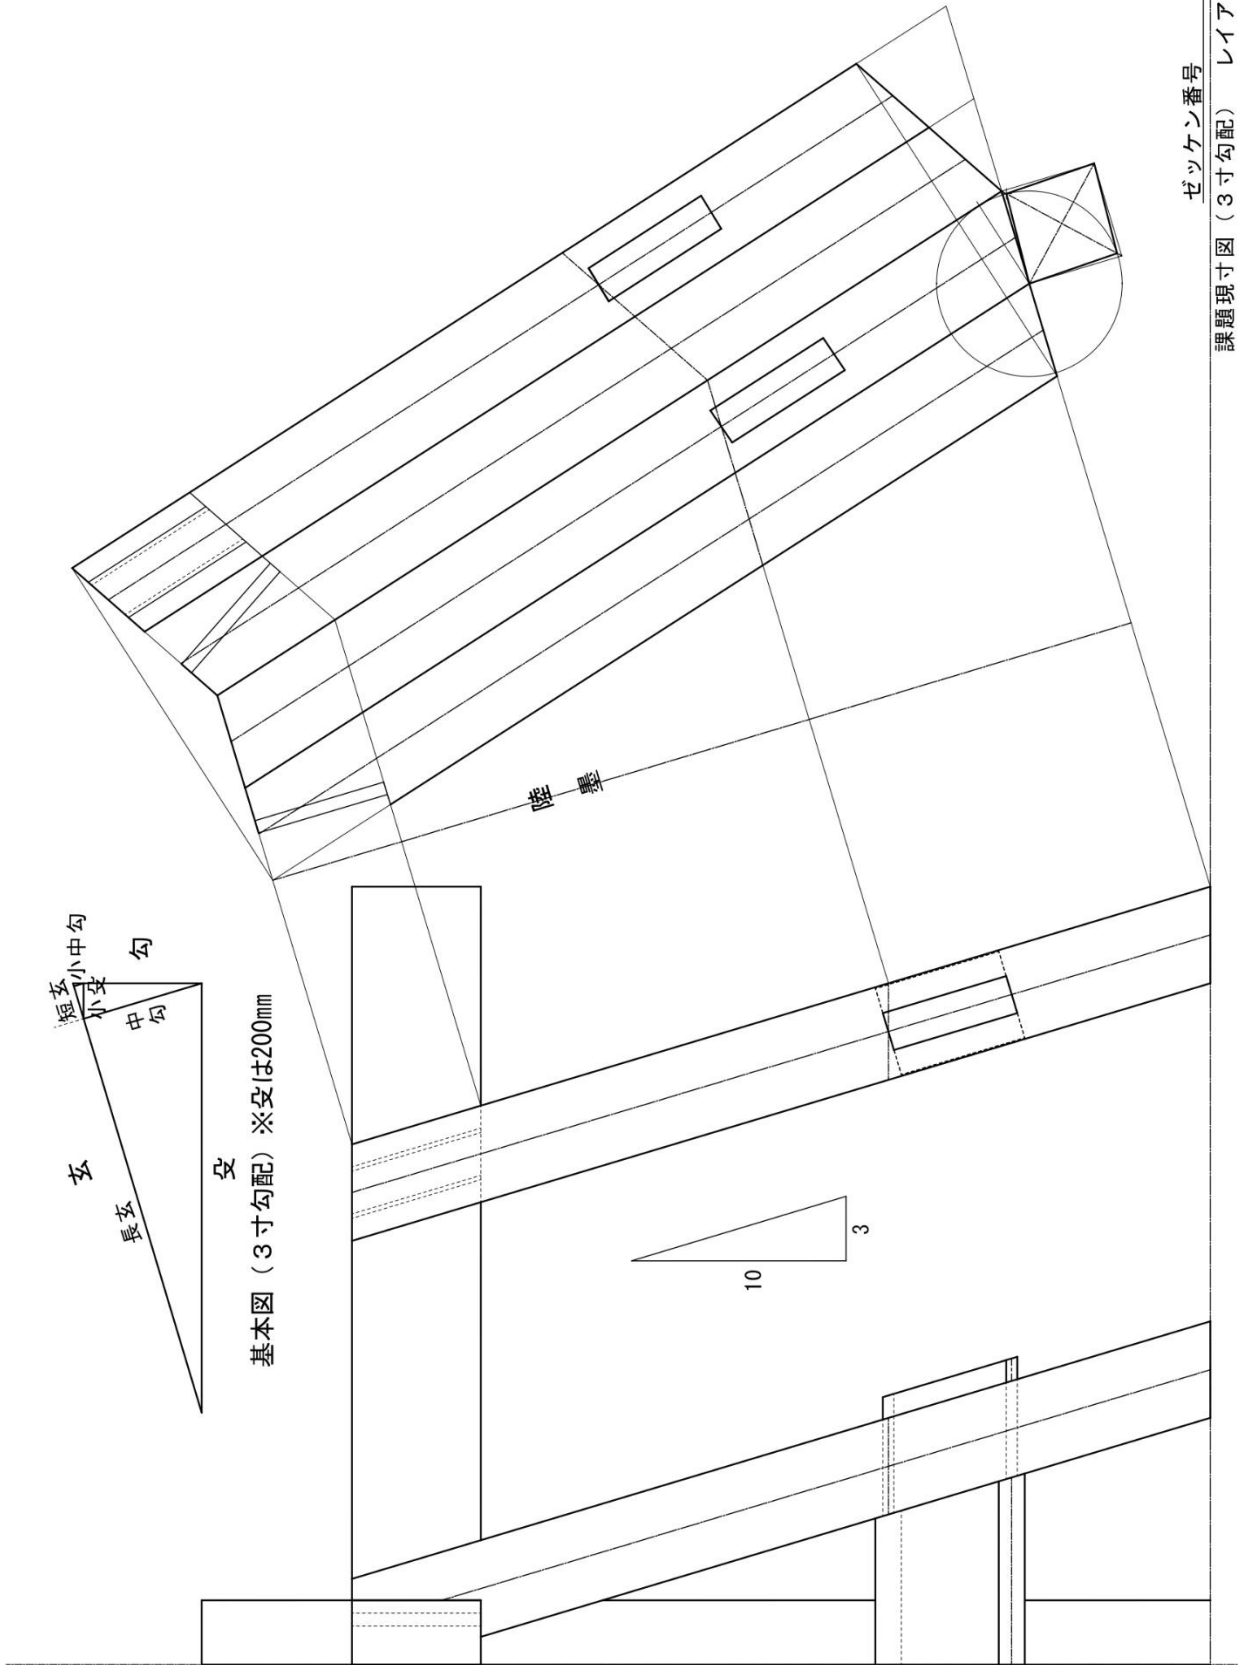 短玄
小中勾
小殳
勾
中勾
玄
長玄
殳
基本図（3寸勾配）※殳は200mm
陸墨
10
3
ゼッケン番号
課題現寸図（3寸勾配）　レイア